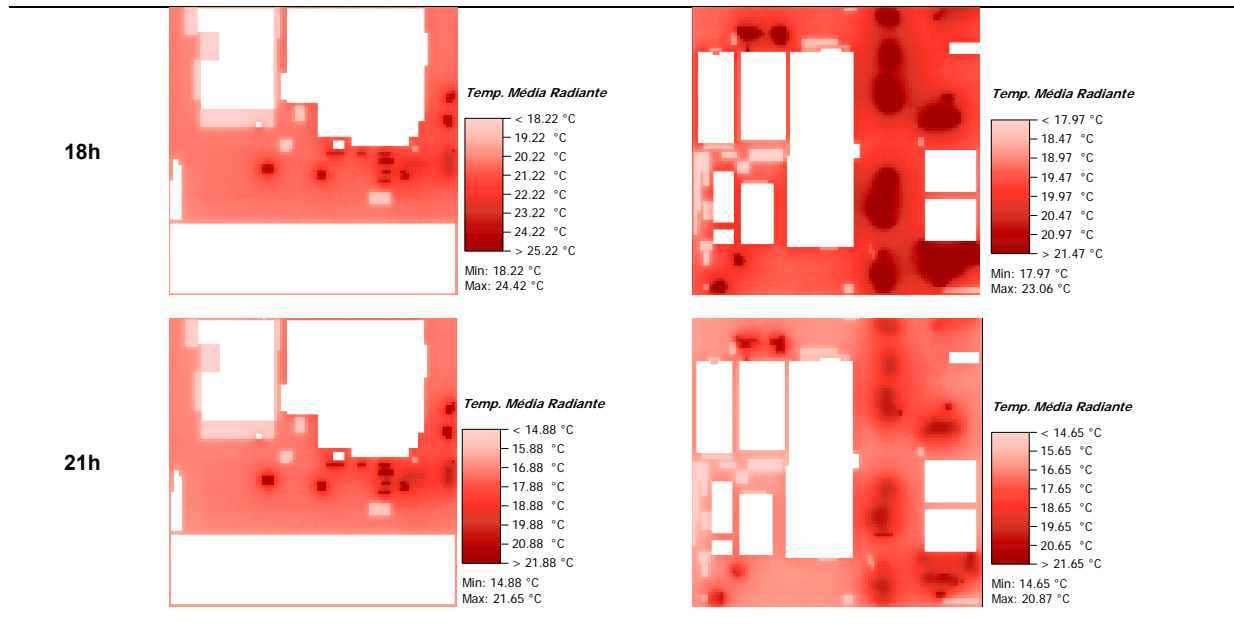 18h
Temp. Média Radiante
< 18.22 °C
19.22 °C
20.22 °C
21.22 °C
22.22 °C
23.22 °C
24.22 °C
> 25.22 °C
Min: 18.22 °C
Max: 24.42 °C
Temp. Média Radiante
< 17.97 °C
18.47 °C
18.97 °C
19.47 °C
19.97 °C
20.47 °C
20.97 °C
> 21.47 °C
Min: 17.97 °C
Max: 23.06 °C
21h
Temp. Média Radiante
< 14.88 °C
15.88 °C
16.88 °C
17.88 °C
18.88 °C
19.88 °C
20.88 °C
> 21.88 °C
Min: 14.88 °C
Max: 21.65 °C
Temp. Média Radiante
< 14.65 °C
15.65 °C
16.65 °C
17.65 °C
18.65 °C
19.65 °C
20.65 °C
> 21.65 °C
Min: 14.65 °C
Max: 20.87 °C